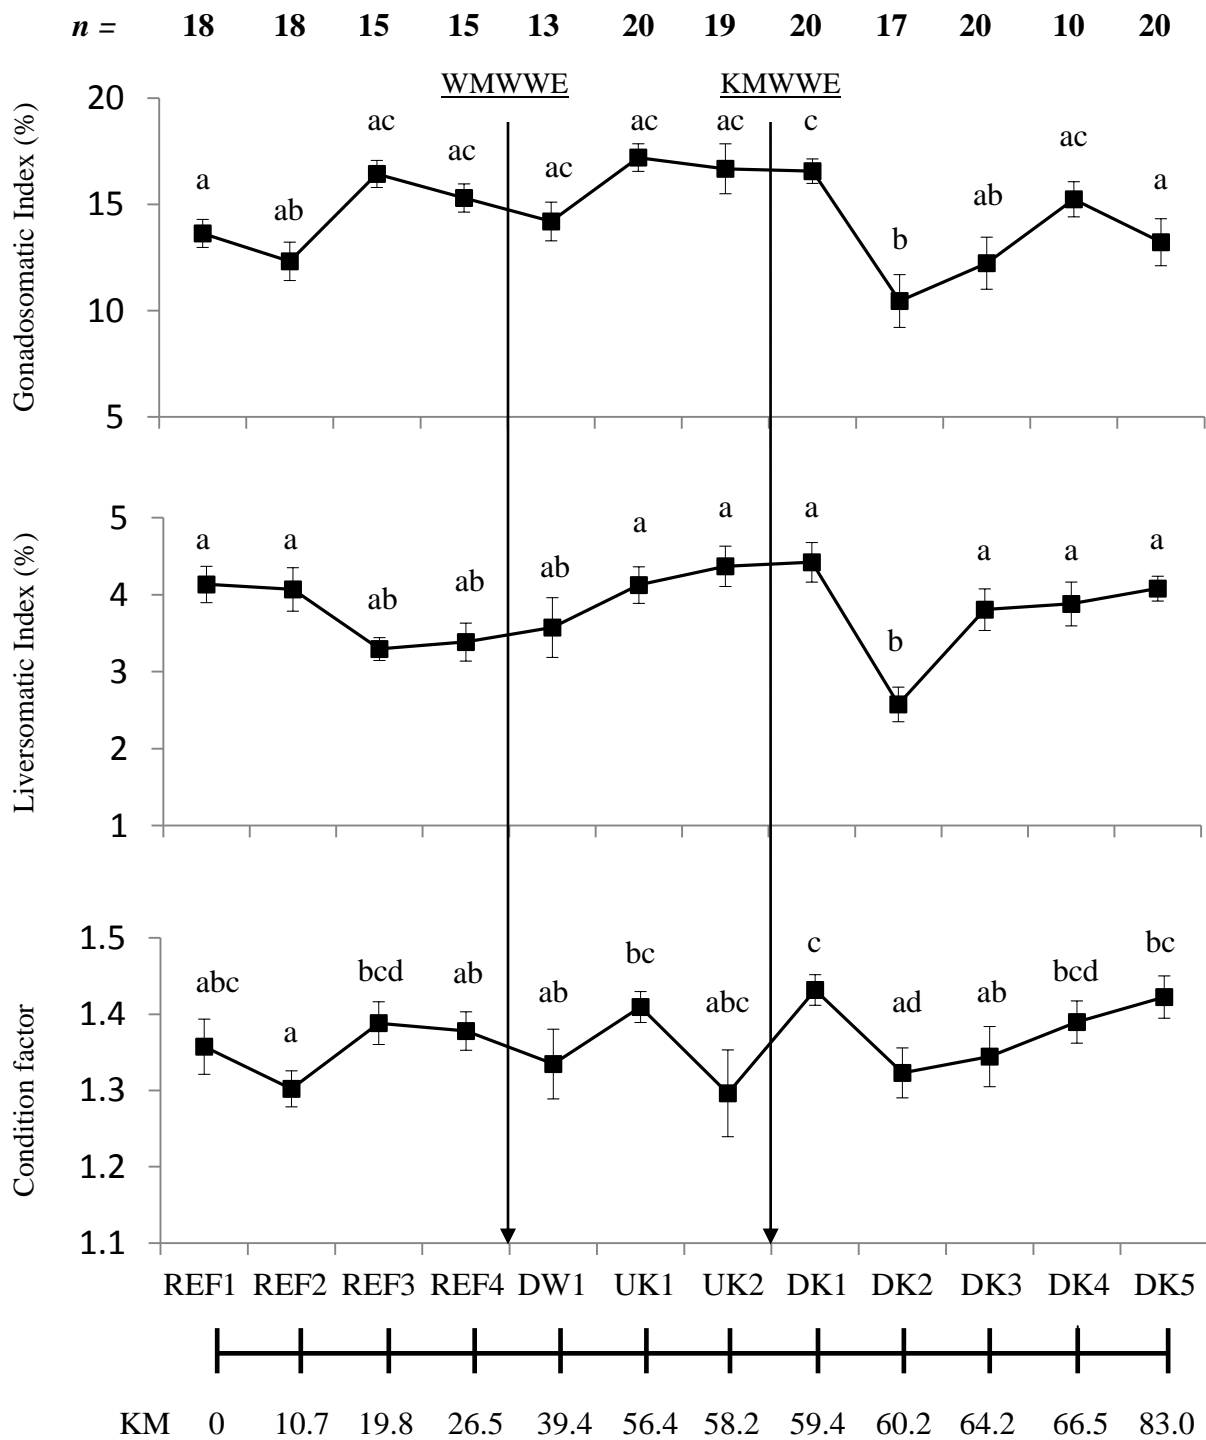 n = 18 18 15 15 13 20 19 20 17 20 10 20
WMWWE KMWWE
Gonadosomatic Index (%)
20
15
10
5
a ab ac ac ac ac ac c b ab ac a
Liversomatic Index (%)
5
4
3
2
1
a a ab ab ab a a a b a a a
Condition factor
1.5
1.4
1.3
1.2
1.1
abc a bcd ab ab bc abc c ad ab bcd bc
REF1 REF2 REF3 REF4 DW1 UK1 UK2 DK1 DK2 DK3 DK4 DK5
KM 0 10.7 19.8 26.5 39.4 56.4 58.2 59.4 60.2 64.2 66.5 83.0